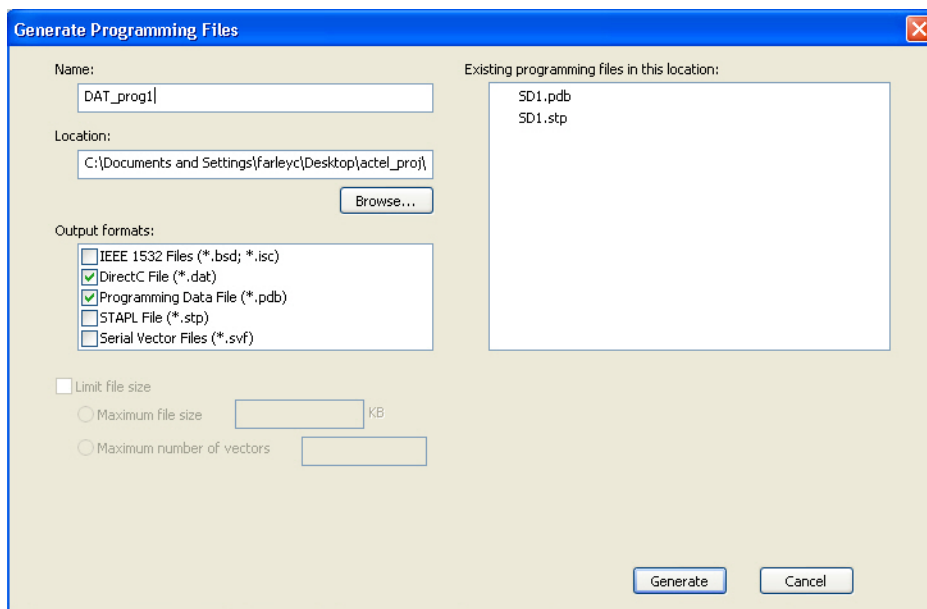 Generate Programming Files
Name:
DAT_prog1
Location:
C:\Documents and Settings\farleyc\Desktop\actel_proj\
Browse...
Output formats:
IEEE 1532 Files (*.bsd; *.isc)
DirectC File (*.dat)
Programming Data File (*.pdb)
STAPL File (*.stp)
Serial Vector Files (*.svf)
Limit file size
Maximum file size
KB
Maximum number of vectors
Existing programming files in this location:
SD1.pdb
SD1.stp
Generate
Cancel